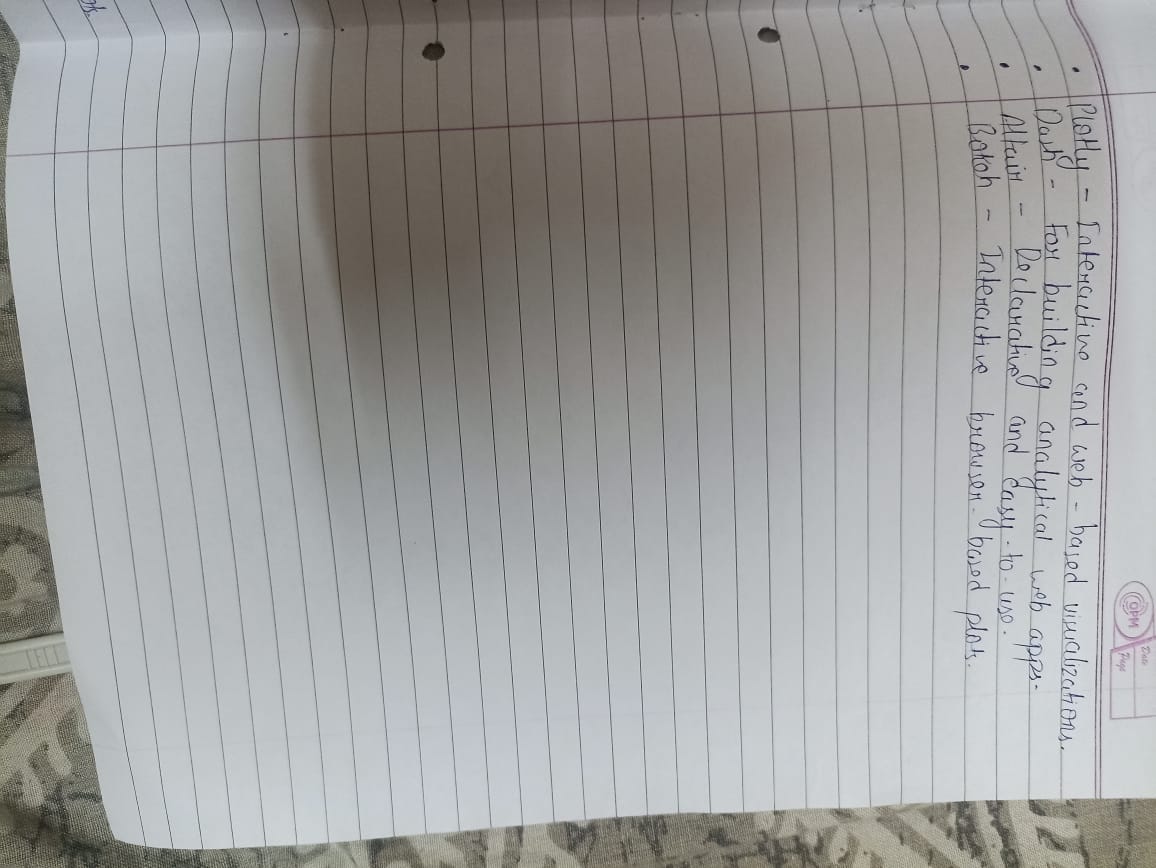 OPM
Date
Page
• Plotly - Interactive and web-based visualizations.
• Dash - For building analytical web apps.
• Altair - Declarative and easy-to-use.
• Bokeh - Interactive browser-based plots.